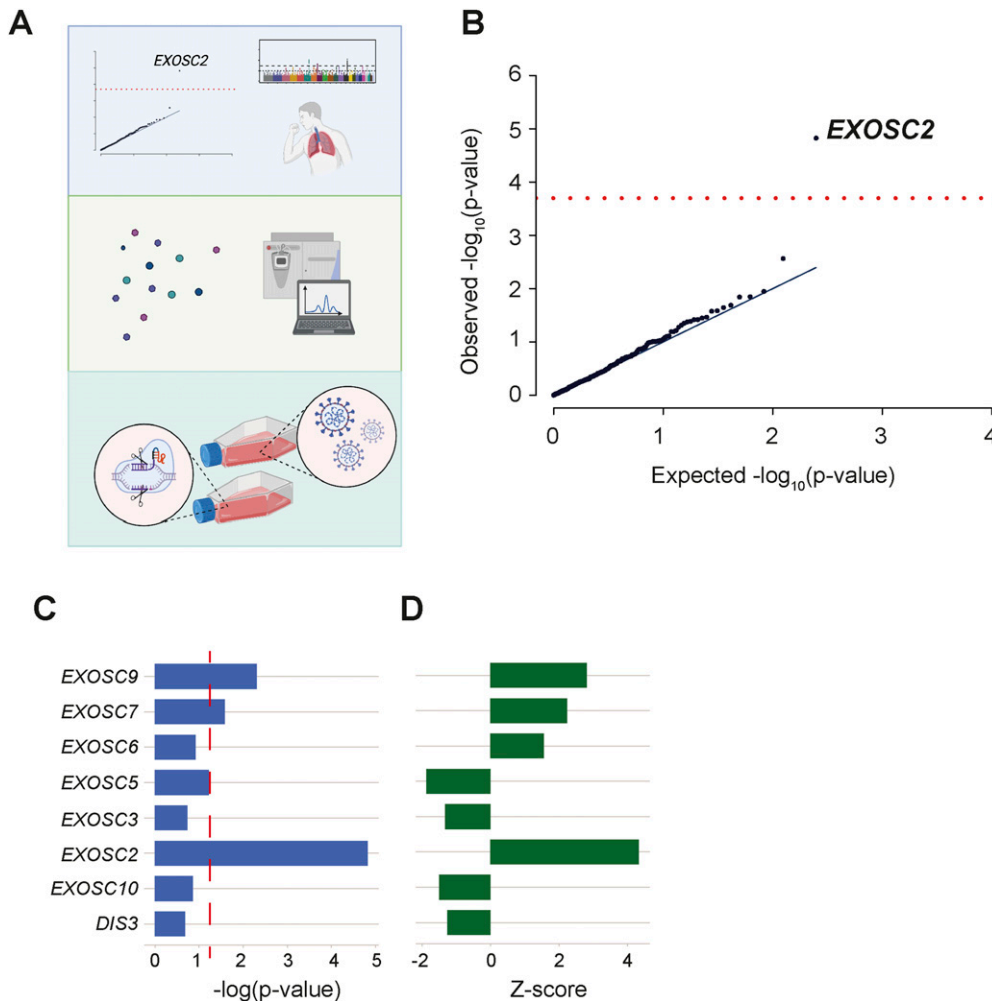 A
EXOSC2
B
6
5
4
3
2
1
0
Observed -log10(p-value)
EXOSC2
0
1
2
3
4
Expected -log10(p-value)
C
EXOSC9
EXOSC7
EXOSC6
EXOSC5
EXOSC3
EXOSC2
EXOSC10
DIS3
0
1
2
3
4
5
-log(p-value)
D
-2
0
2
4
Z-score